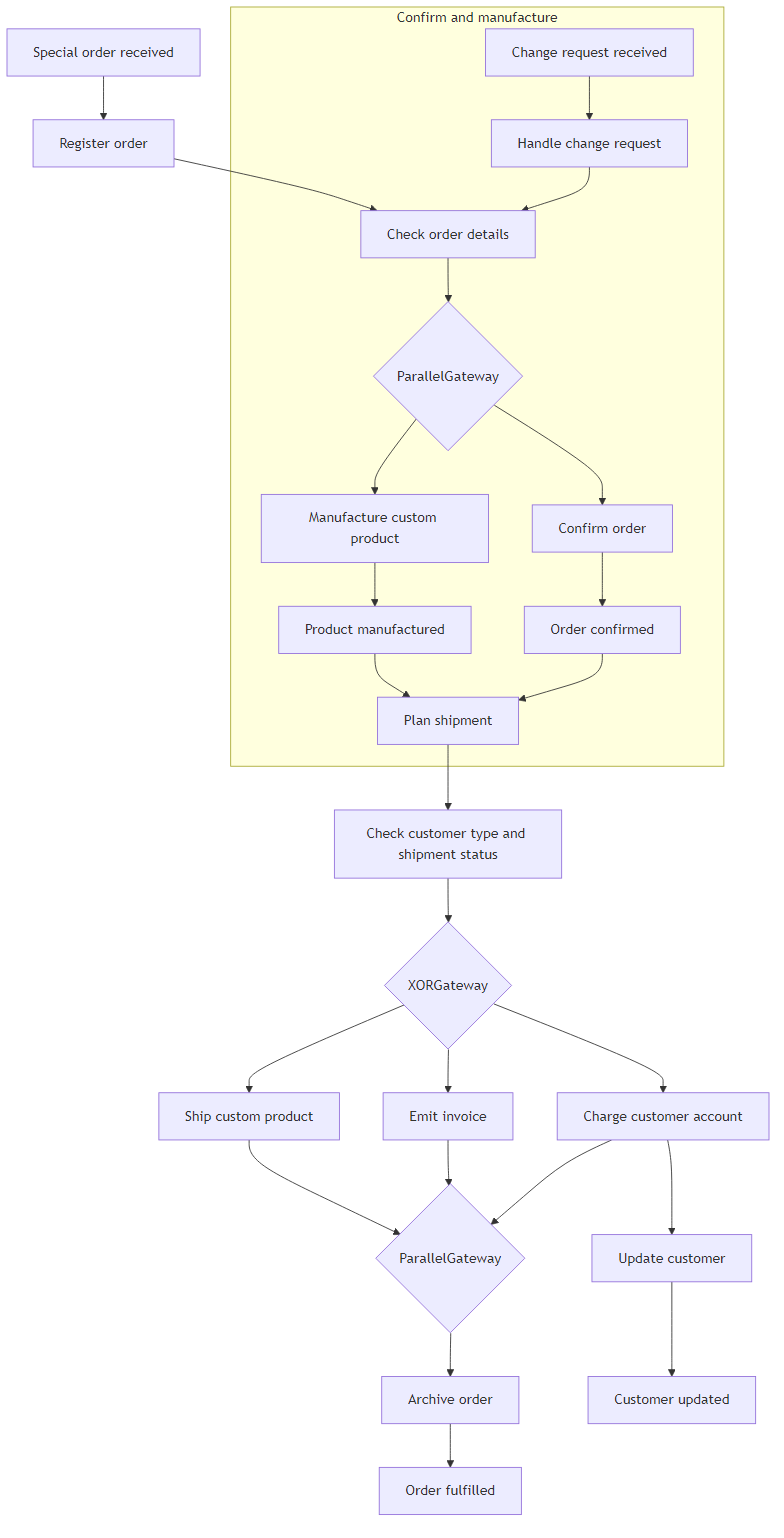 Confirm and manufacture
Special order received
Change request received
Register order
Handle change request
Check order details
ParallelGateway
Manufacture custom
product
Confirm order
Product manufactured
Order confirmed
Plan shipment
Check customer type and
shipment status
XORGateway
Ship custom product
Emit invoice
Charge customer account
ParallelGateway
Update customer
Archive order
Customer updated
Order fulfilled